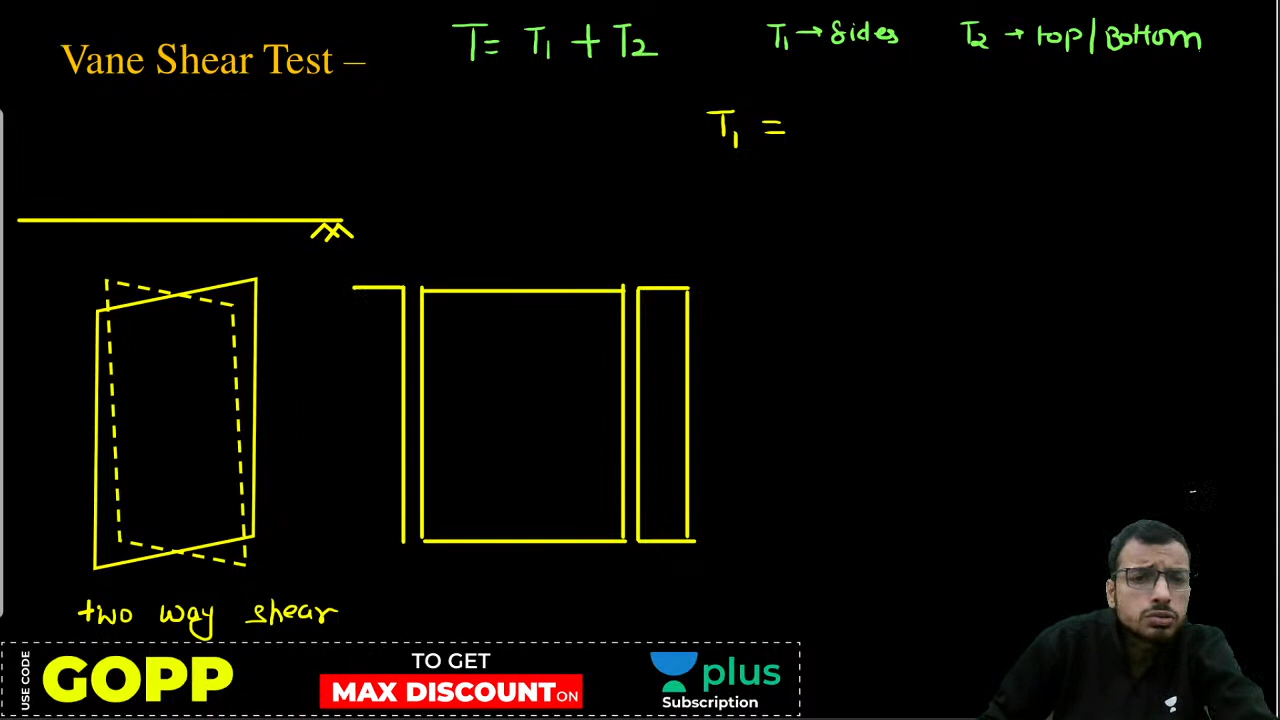 Vane Shear Test –
T = T1 + T2
T1 → sides
T2 → top/Bottom
T1 =
two way shear
USE CODE
GOPP
TO GET
MAX DISCOUNT ON
plus
Subscription